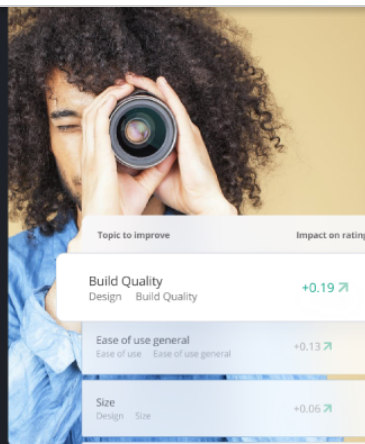 Topic to improve Impact on rating
Build Quality
Design Build Quality +0.19
Ease of use general
Ease of use Ease of use general +0.13
Size
Design Size +0.06